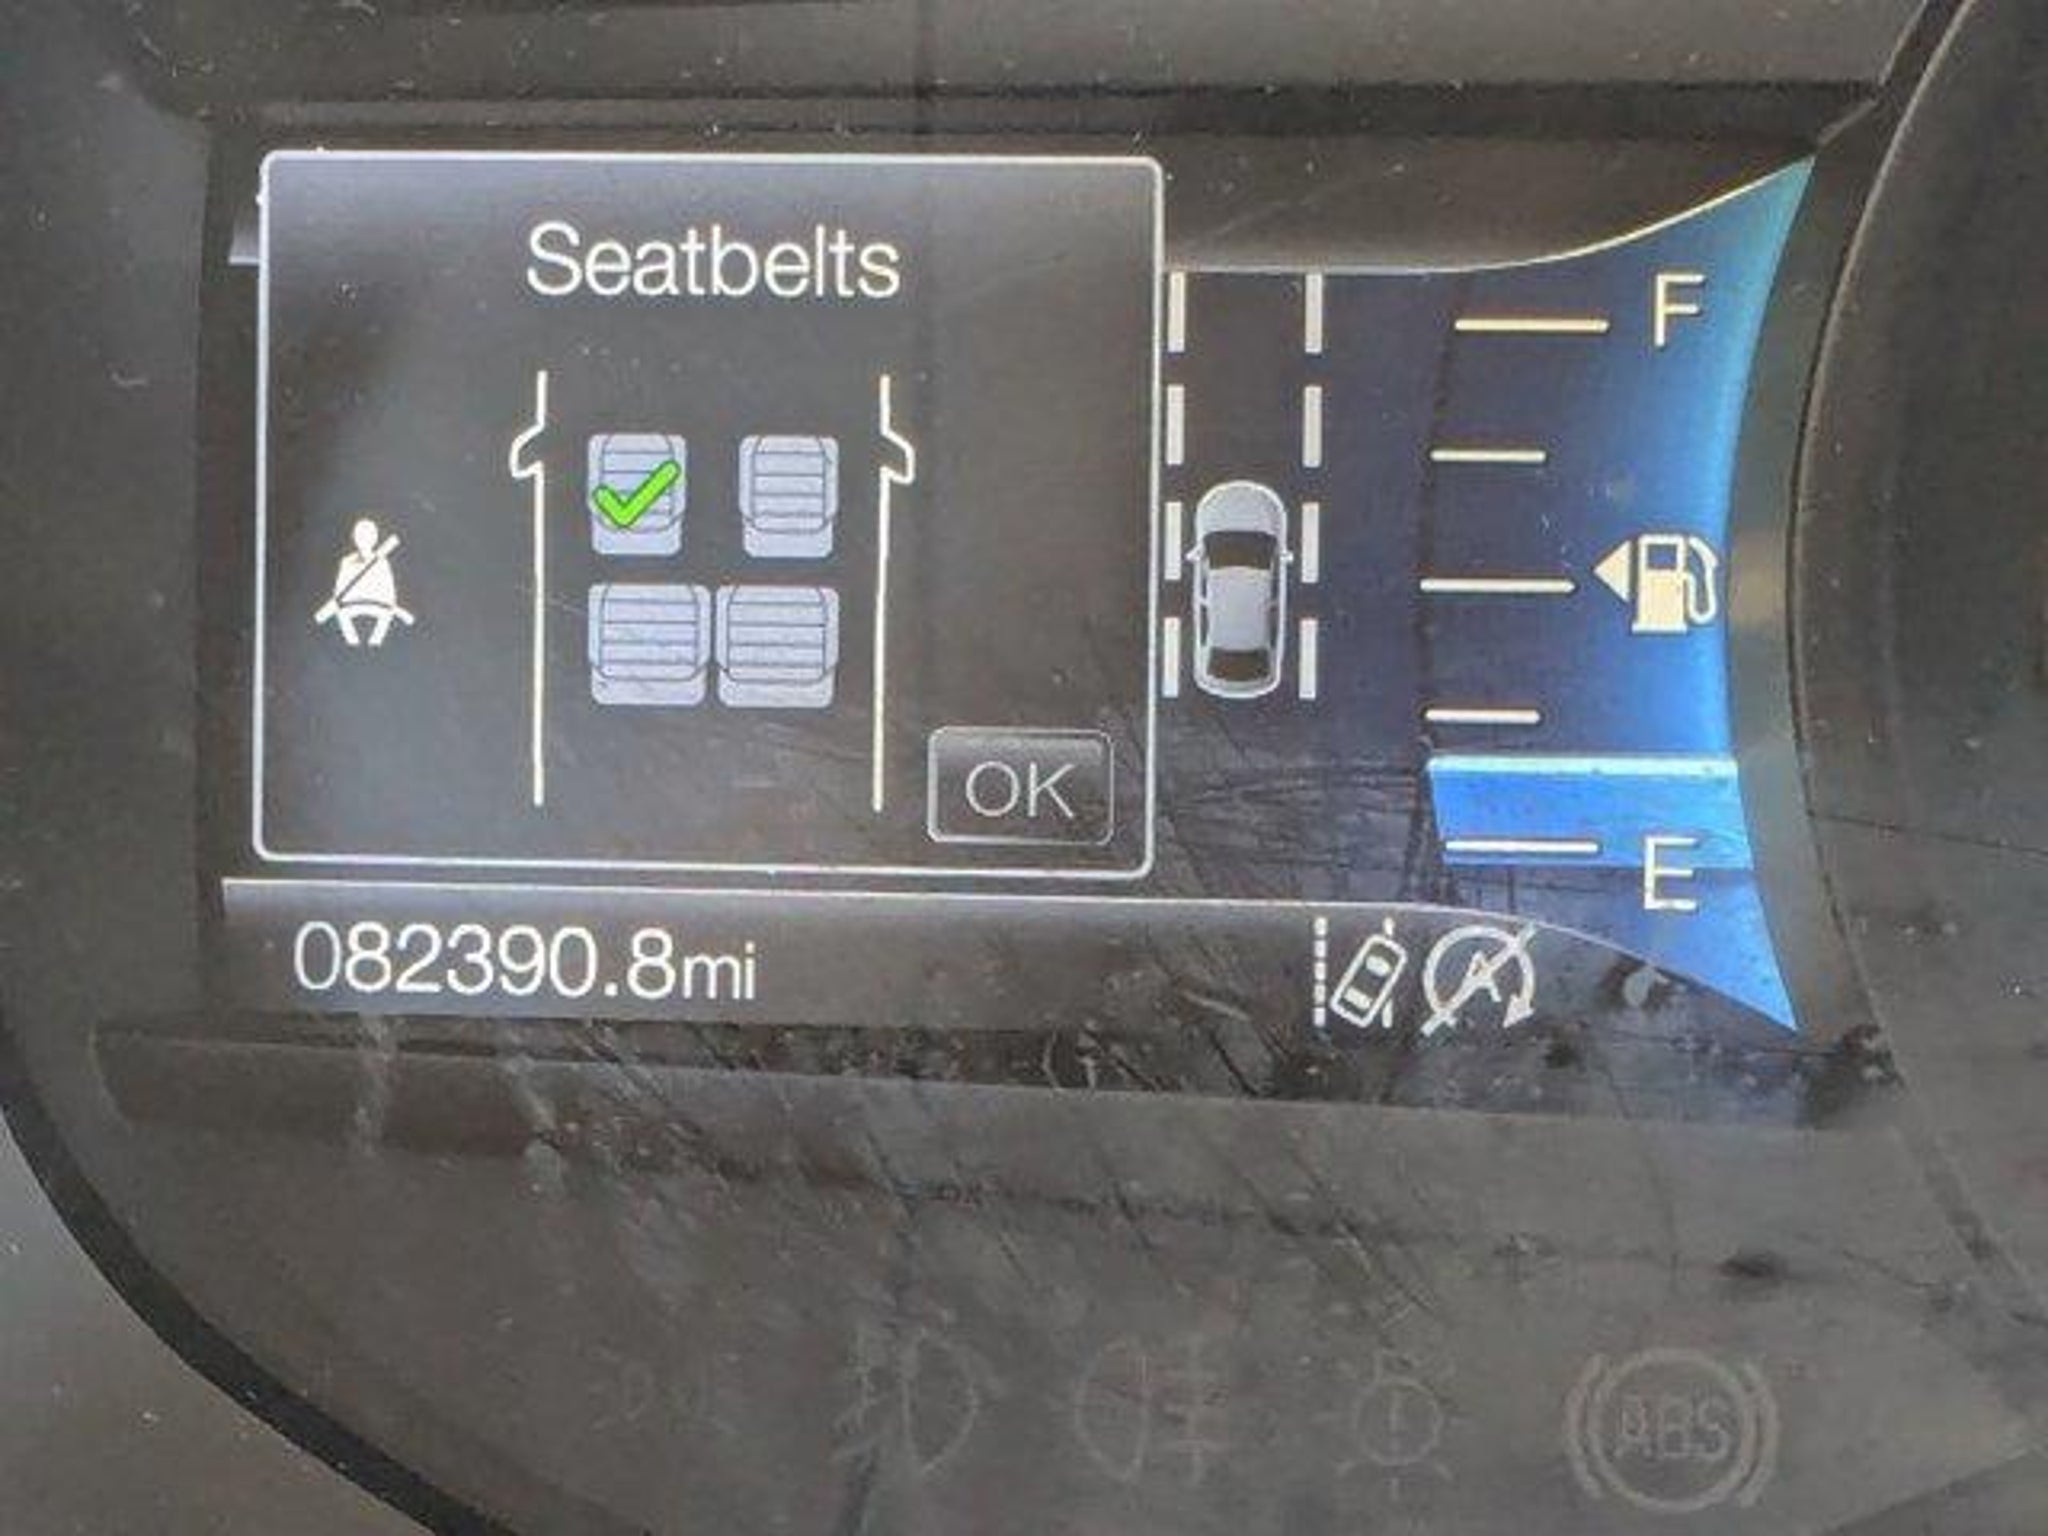 Seatbelts
F
OK
E
082390.8mi
A
ABS